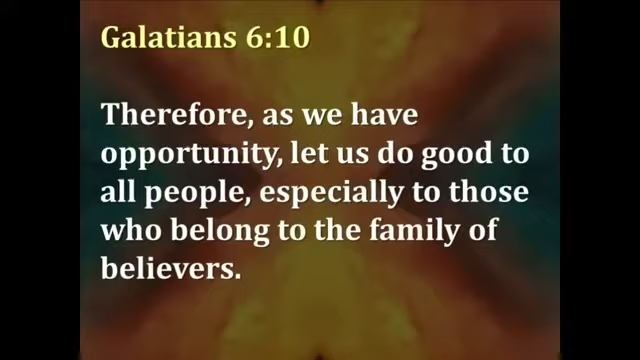 Galatians 6:10
Therefore, as we have
opportunity, let us do good to
all people, especially to those
who belong to the family of
believers.